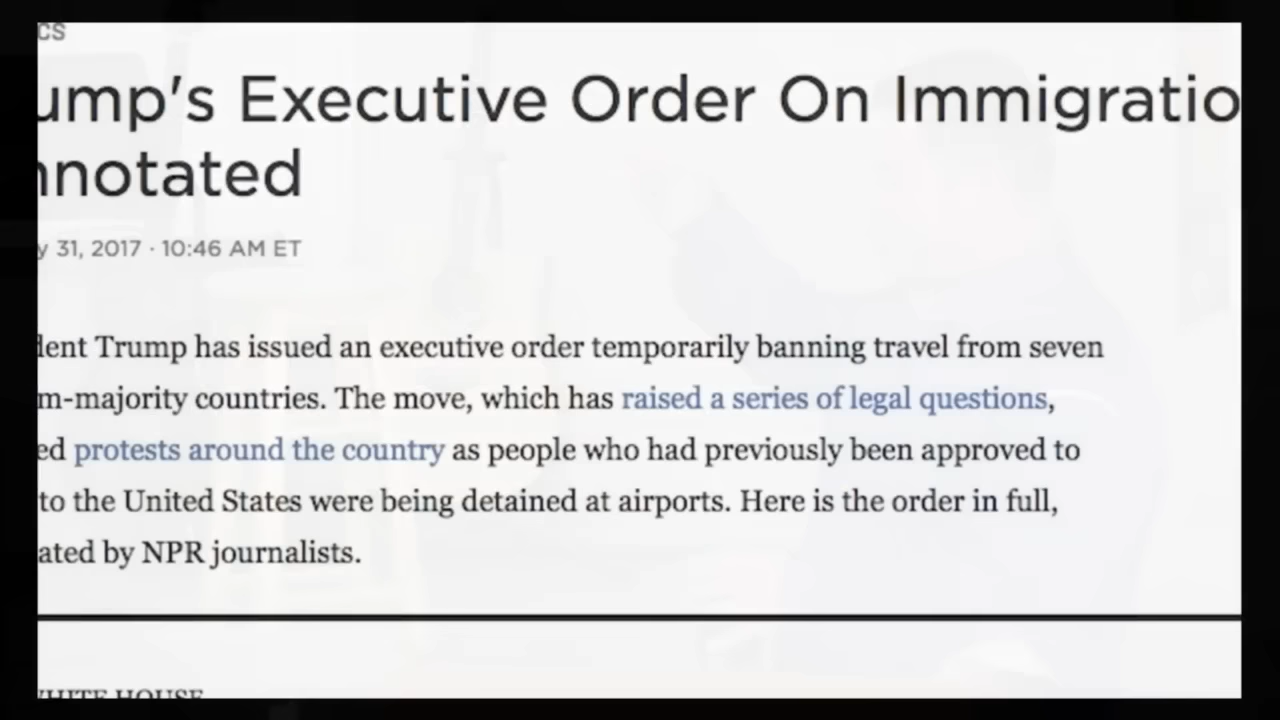 CS
ump's Executive Order On Immigratio
nnotated
y 31, 2017 · 10:46 AM ET
dent Trump has issued an executive order temporarily banning travel from seven
m-majority countries. The move, which has raised a series of legal questions,
ed protests around the country as people who had previously been approved to
to the United States were being detained at airports. Here is the order in full,
ated by NPR journalists.
WHITE HOUSE